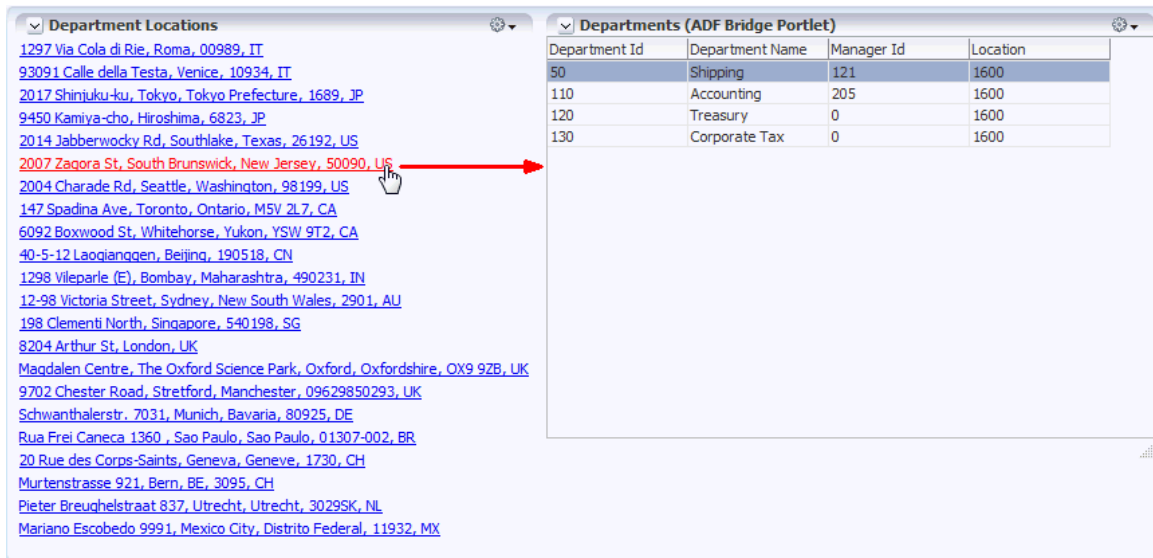 Department Locations
1297 Via Cola di Rie, Roma, 00989, IT
93091 Calle della Testa, Venice, 10934, IT
2017 Shinjuku-ku, Tokyo, Tokyo Prefecture, 1689, JP
9450 Kamiya-cho, Hiroshima, 6823, JP
2014 Jabberwocky Rd, Southlake, Texas, 26192, US
2007 Zagora St, South Brunswick, New Jersey, 50090, US
2004 Charade Rd, Seattle, Washington, 98199, US
147 Spadina Ave, Toronto, Ontario, M5V 2L7, CA
6092 Boxwood St, Whitehorse, Yukon, YSW 9T2, CA
40-5-12 Laogianggen, Beijing, 190518, CN
1298 Vileparle (E), Bombay, Maharashtra, 490231, IN
12-98 Victoria Street, Sydney, New South Wales, 2901, AU
198 Clementi North, Singapore, 540198, SG
8204 Arthur St, London, UK
Magdalen Centre, The Oxford Science Park, Oxford, Oxfordshire, OX9 9ZB, UK
9702 Chester Road, Stretford, Manchester, 09629850293, UK
Schwanthalerstr. 7031, Munich, Bavaria, 80925, DE
Rua Frei Caneca 1360 , Sao Paulo, Sao Paulo, 01307-002, BR
20 Rue des Corps-Saints, Geneva, Geneve, 1730, CH
Murtenstrasse 921, Bern, BE, 3095, CH
Pieter Breughelstraat 837, Utrecht, Utrecht, 3029SK, NL
Mariano Escobedo 9991, Mexico City, Distrito Federal, 11932, MX
Departments (ADF Bridge Portlet)
Department Id Department Name Manager Id Location
50 Shipping 121 1600
110 Accounting 205 1600
120 Treasury 0 1600
130 Corporate Tax 0 1600